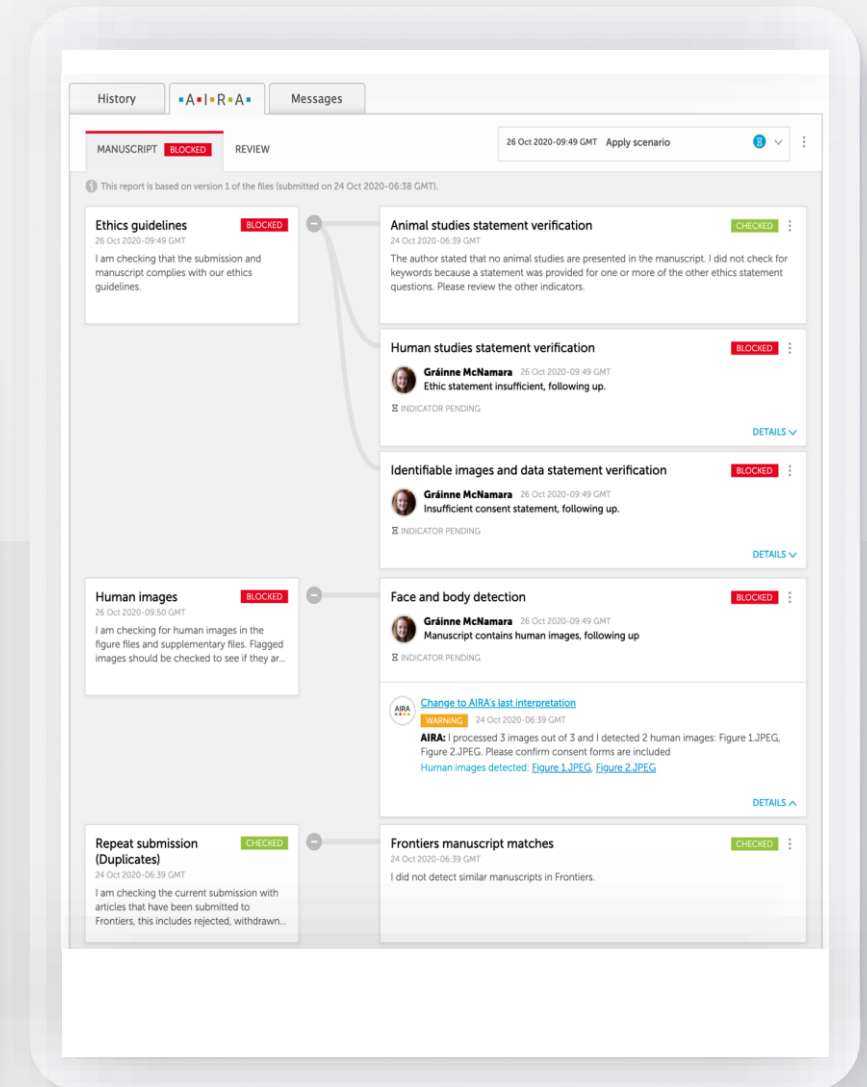 History
A I R A
Messages
MANUSCRIPT BLOCKED REVIEW
26 Oct 2020-09:49 GMT Apply scenario
This report is based on version 1 of the files (submitted on 24 Oct 2020-06:38 GMT).
Ethics guidelines BLOCKED
26 Oct 2020-09:49 GMT
I am checking that the submission and
manuscript complies with our ethics
guidelines.
Animal studies statement verification CHECKED
24 Oct 2020-06:39 GMT
The author stated that no animal studies are presented in the manuscript. I did not check for
keywords because a statement was provided for one or more of the other ethics statement
questions. Please review the other indicators.
Human studies statement verification BLOCKED
Gráinne McNamara 26 Oct 2020-09:49 GMT
Ethic statement insufficient, following up.
INDICATOR PENDING
DETAILS
Identifiable images and data statement verification BLOCKED
Gráinne McNamara 26 Oct 2020-09:49 GMT
Insufficient consent statement, following up.
INDICATOR PENDING
DETAILS
Human images BLOCKED
26 Oct 2020-09:50 GMT
I am checking for human images in the
figure files and supplementary files. Flagged
images should be checked to see if they ar...
Face and body detection BLOCKED
Gráinne McNamara 26 Oct 2020-09:49 GMT
Manuscript contains human images, following up
INDICATOR PENDING
AIRA
Change to AIRA's last interpretation
WARNING 24 Oct 2020-06:39 GMT
AIRA: I processed 3 images out of 3 and I detected 2 human images: Figure 1.JPEG,
Figure 2.JPEG. Please confirm consent forms are included
Human images detected: Figure 1.JPEG, Figure 2.JPEG
DETAILS
Repeat submission CHECKED
(Duplicates)
24 Oct 2020-06:39 GMT
I am checking the current submission with
articles that have been submitted to
Frontiers, this includes rejected, withdrawn...
Frontiers manuscript matches CHECKED
24 Oct 2020-06:39 GMT
I did not detect similar manuscripts in Frontiers.